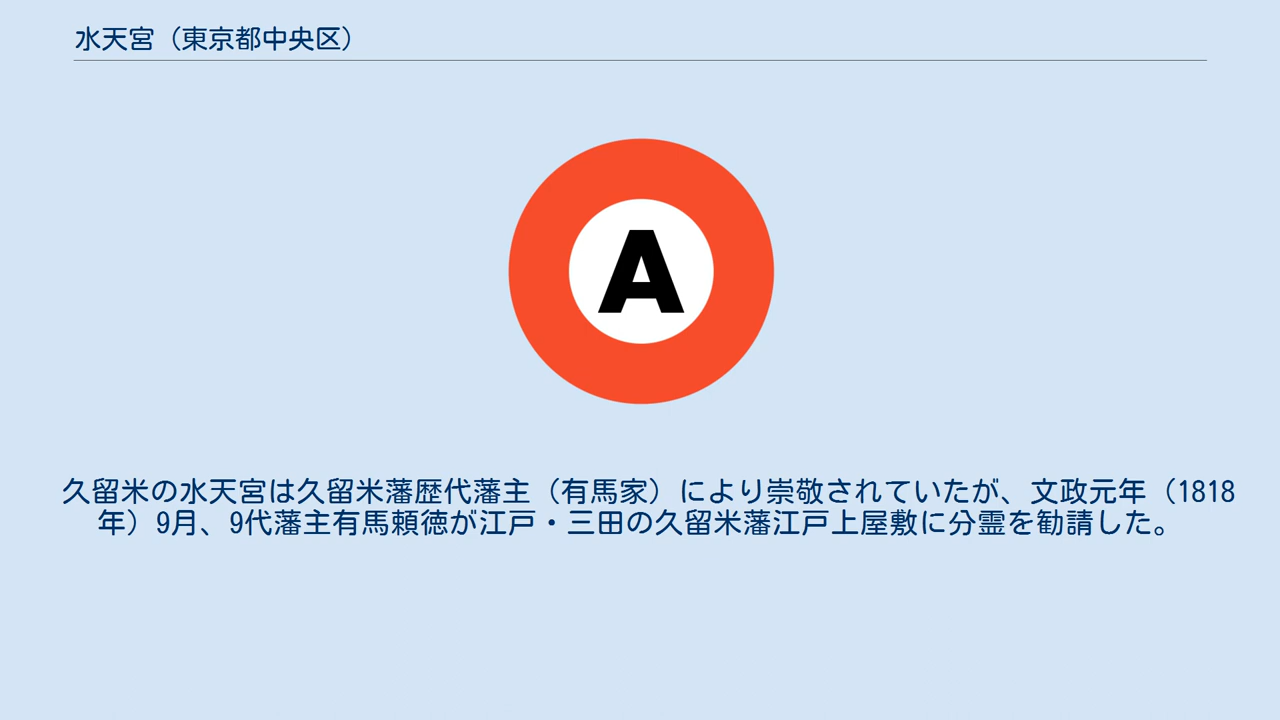 水天宮（東京都中央区）
A
久留米の水天宮は久留米藩歴代藩主（有馬家）により崇敬されていたが、文政元年（1818
年）9月、9代藩主有馬頼徳が江戸・三田の久留米藩江戸上屋敷に分霊を勧請した。